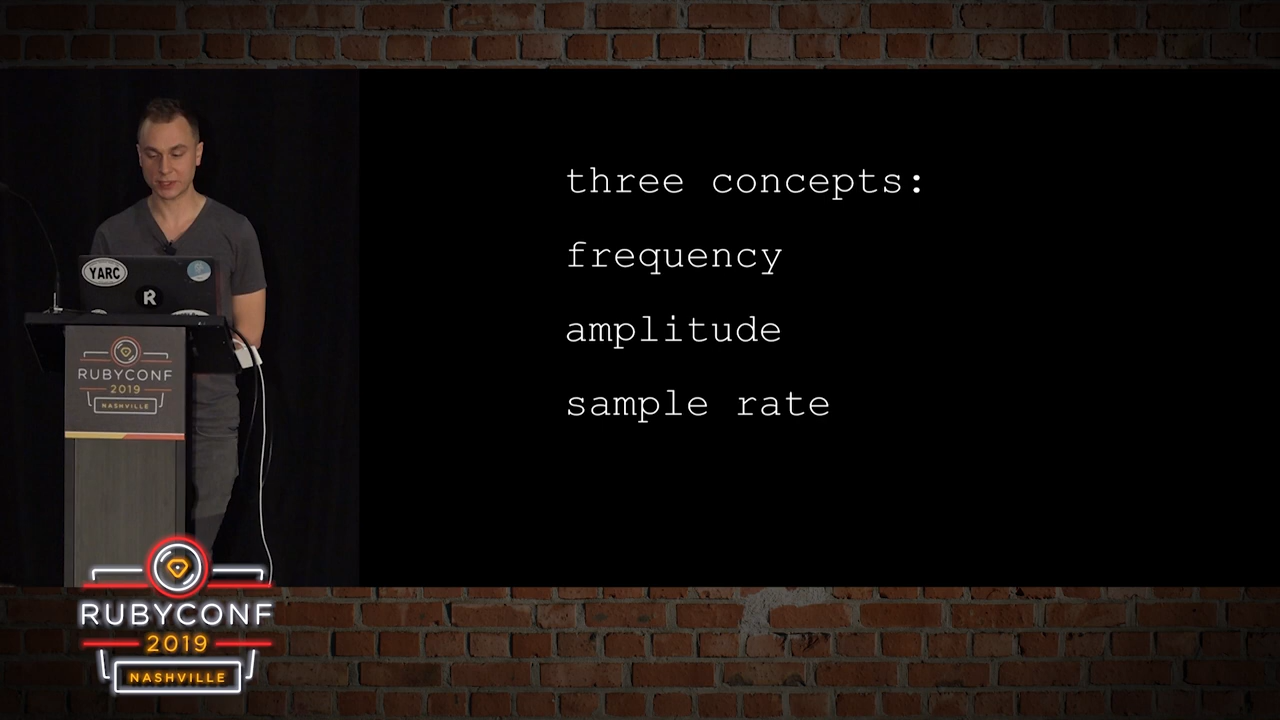 three concepts:
frequency
amplitude
sample rate
YARC
R
RUBYCONF
2019
NASHVILLE
RUBYCONF
2019
NASHVILLE